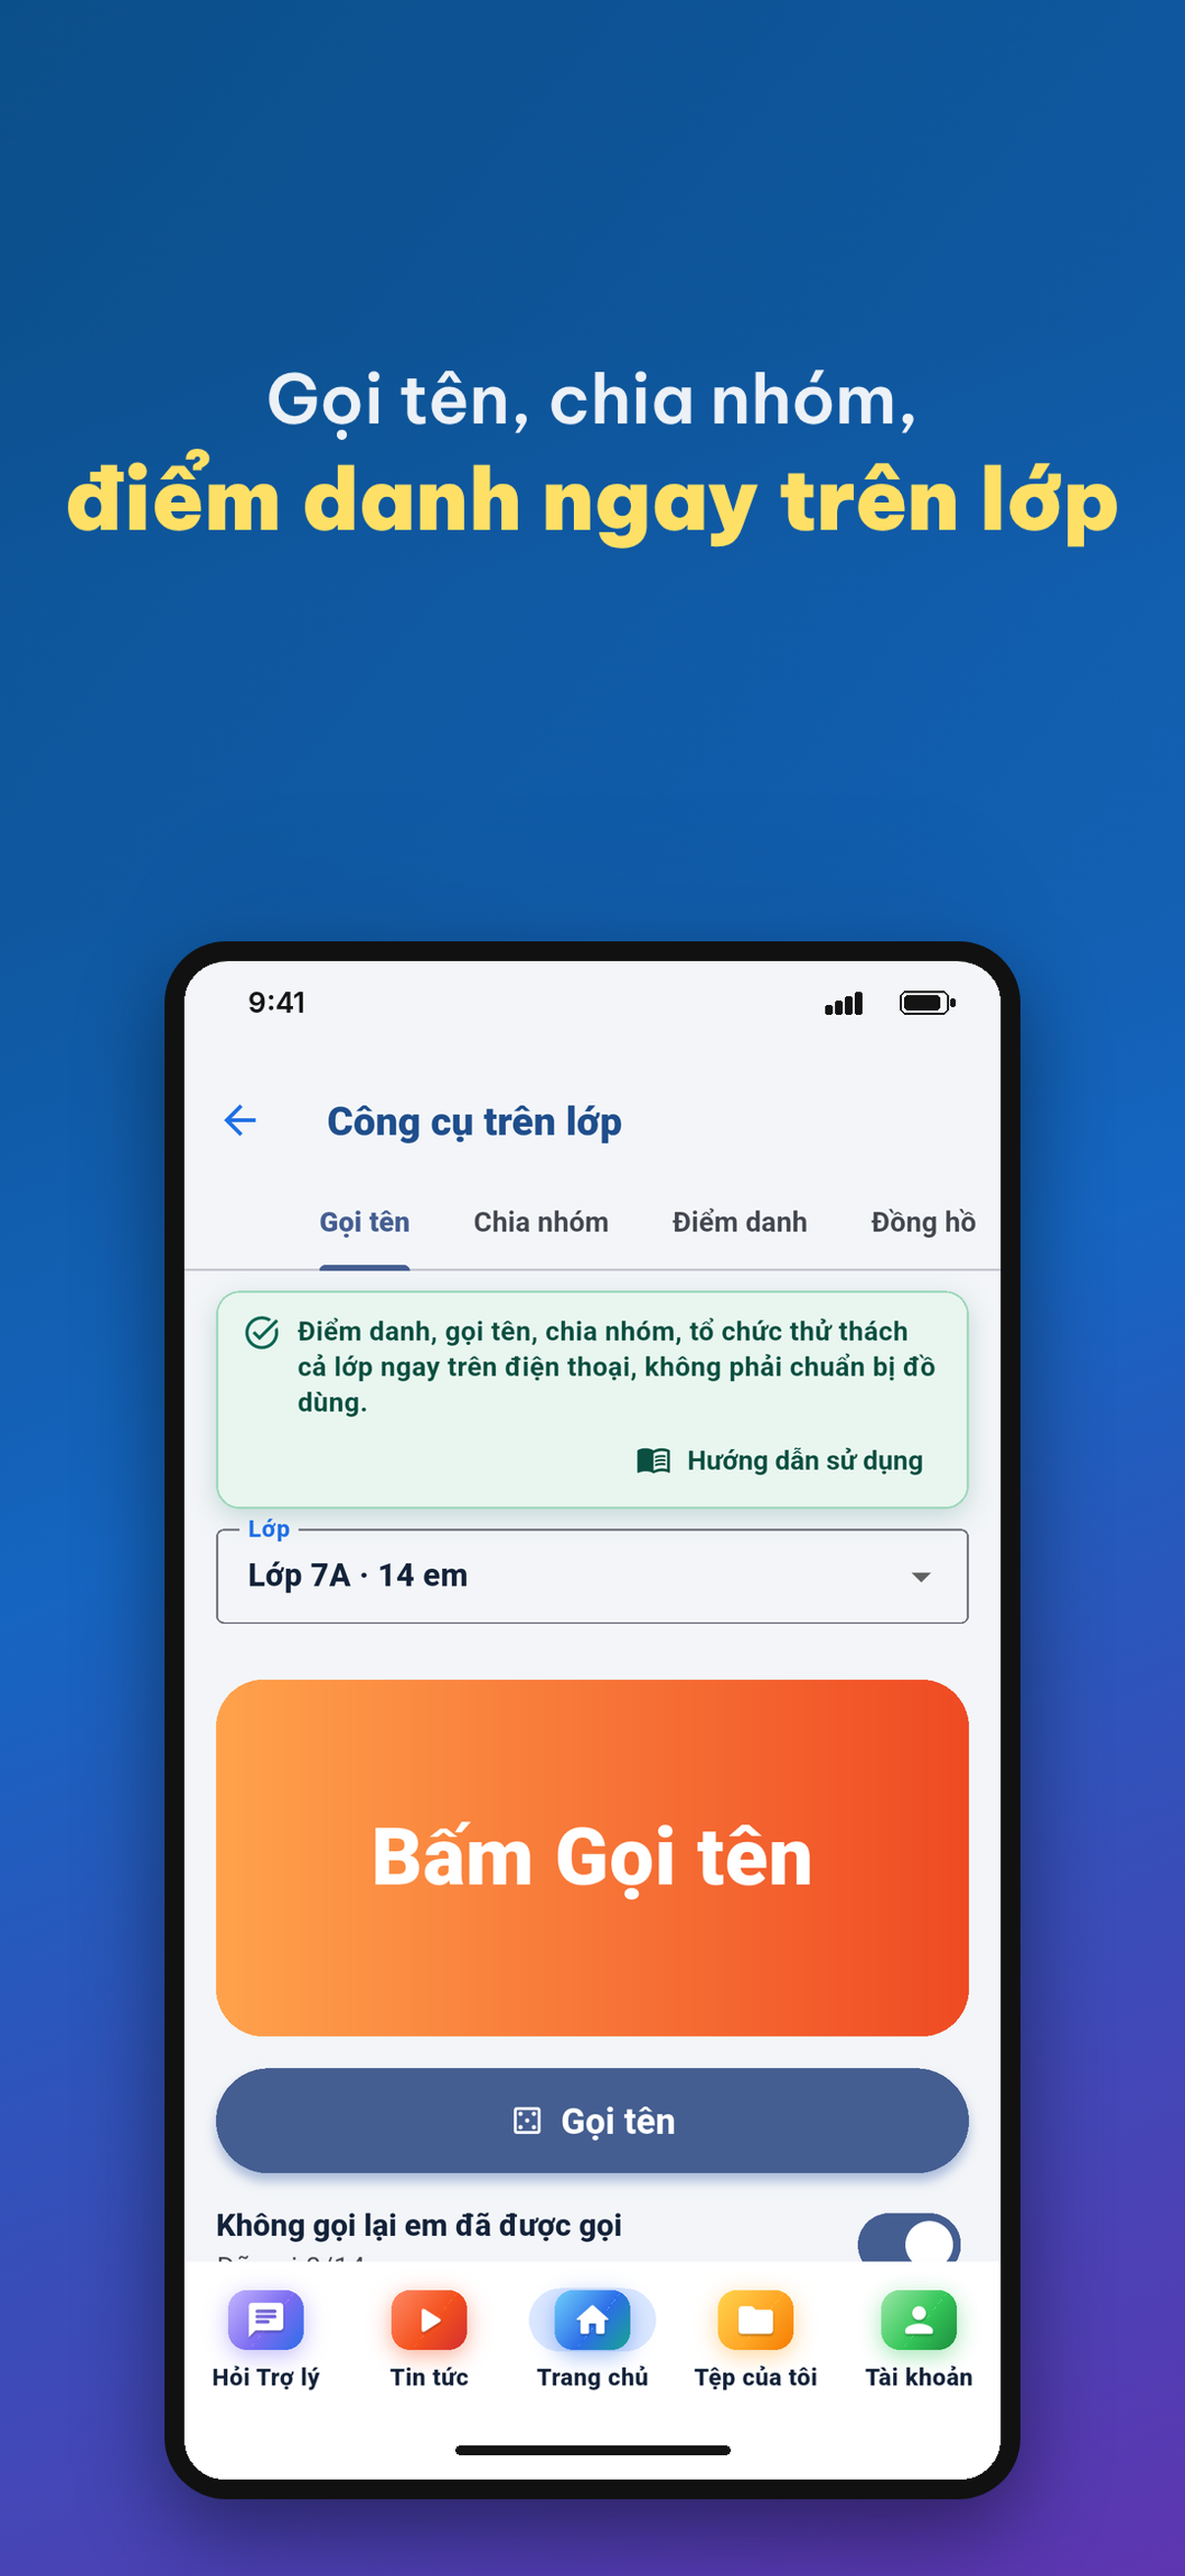 Gọi tên, chia nhóm,
điểm danh ngay trên lớp
9:41
Công cụ trên lớp
Gọi tên
Chia nhóm
Điểm danh
Đồng hồ
Điểm danh, gọi tên, chia nhóm, tổ chức thử thách
cả lớp ngay trên điện thoại, không phải chuẩn bị đồ
dùng.
Hướng dẫn sử dụng
Lớp
Lớp 7A · 14 em
Bấm Gọi tên
Gọi tên
Không gọi lại em đã được gọi
Hỏi Trợ lý
Tin tức
Trang chủ
Tệp của tôi
Tài khoản